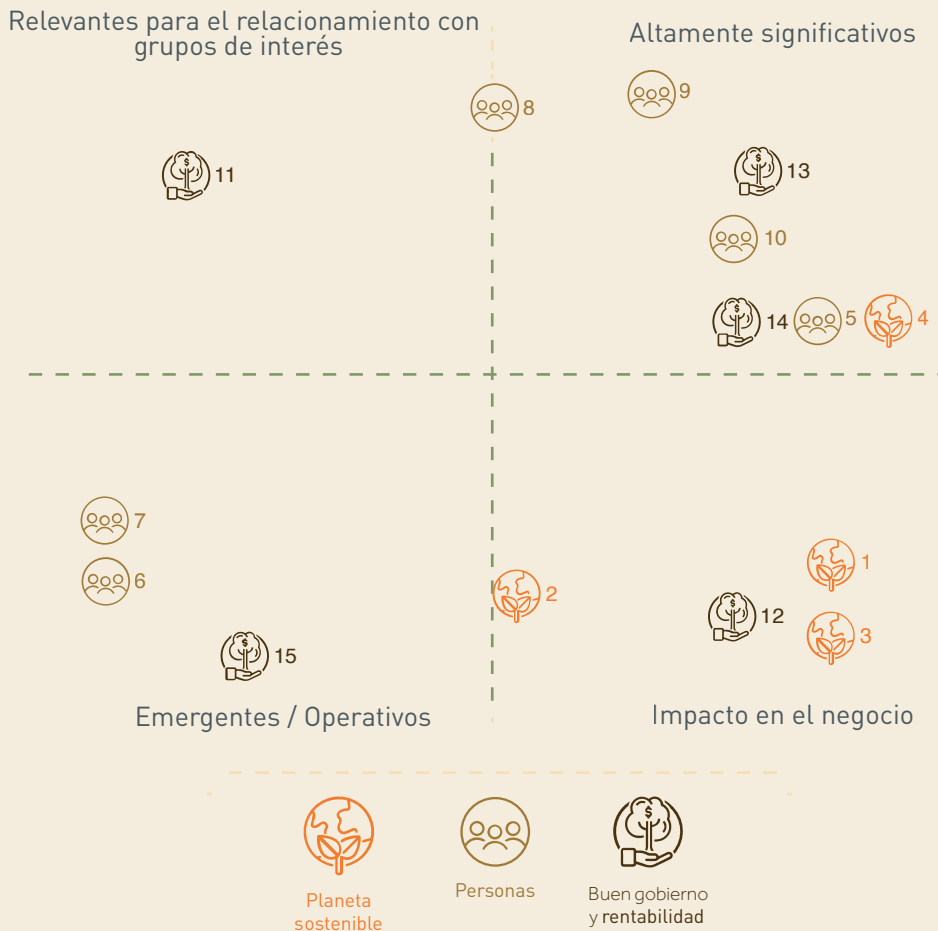 Relevantes para el relacionamiento con
grupos de interés
Altamente significativos
8
9
11
13
10
14
5
4
7
6
2
1
12
3
15
Emergentes / Operativos
Impacto en el negocio
$
Planeta
sostenible
Personas
Buen gobierno
y rentabilidad